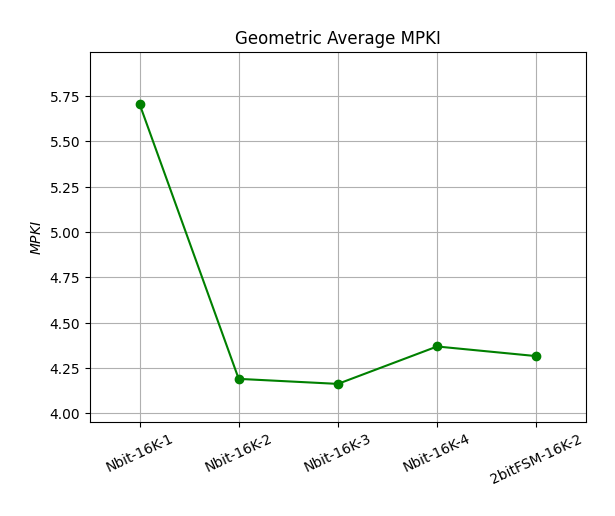 Geometric Average MPKI
MPKI
5.75
5.50
5.25
5.00
4.75
4.50
4.25
4.00
Nbit-16K-1
Nbit-16K-2
Nbit-16K-3
Nbit-16K-4
2bitFSM-16K-2